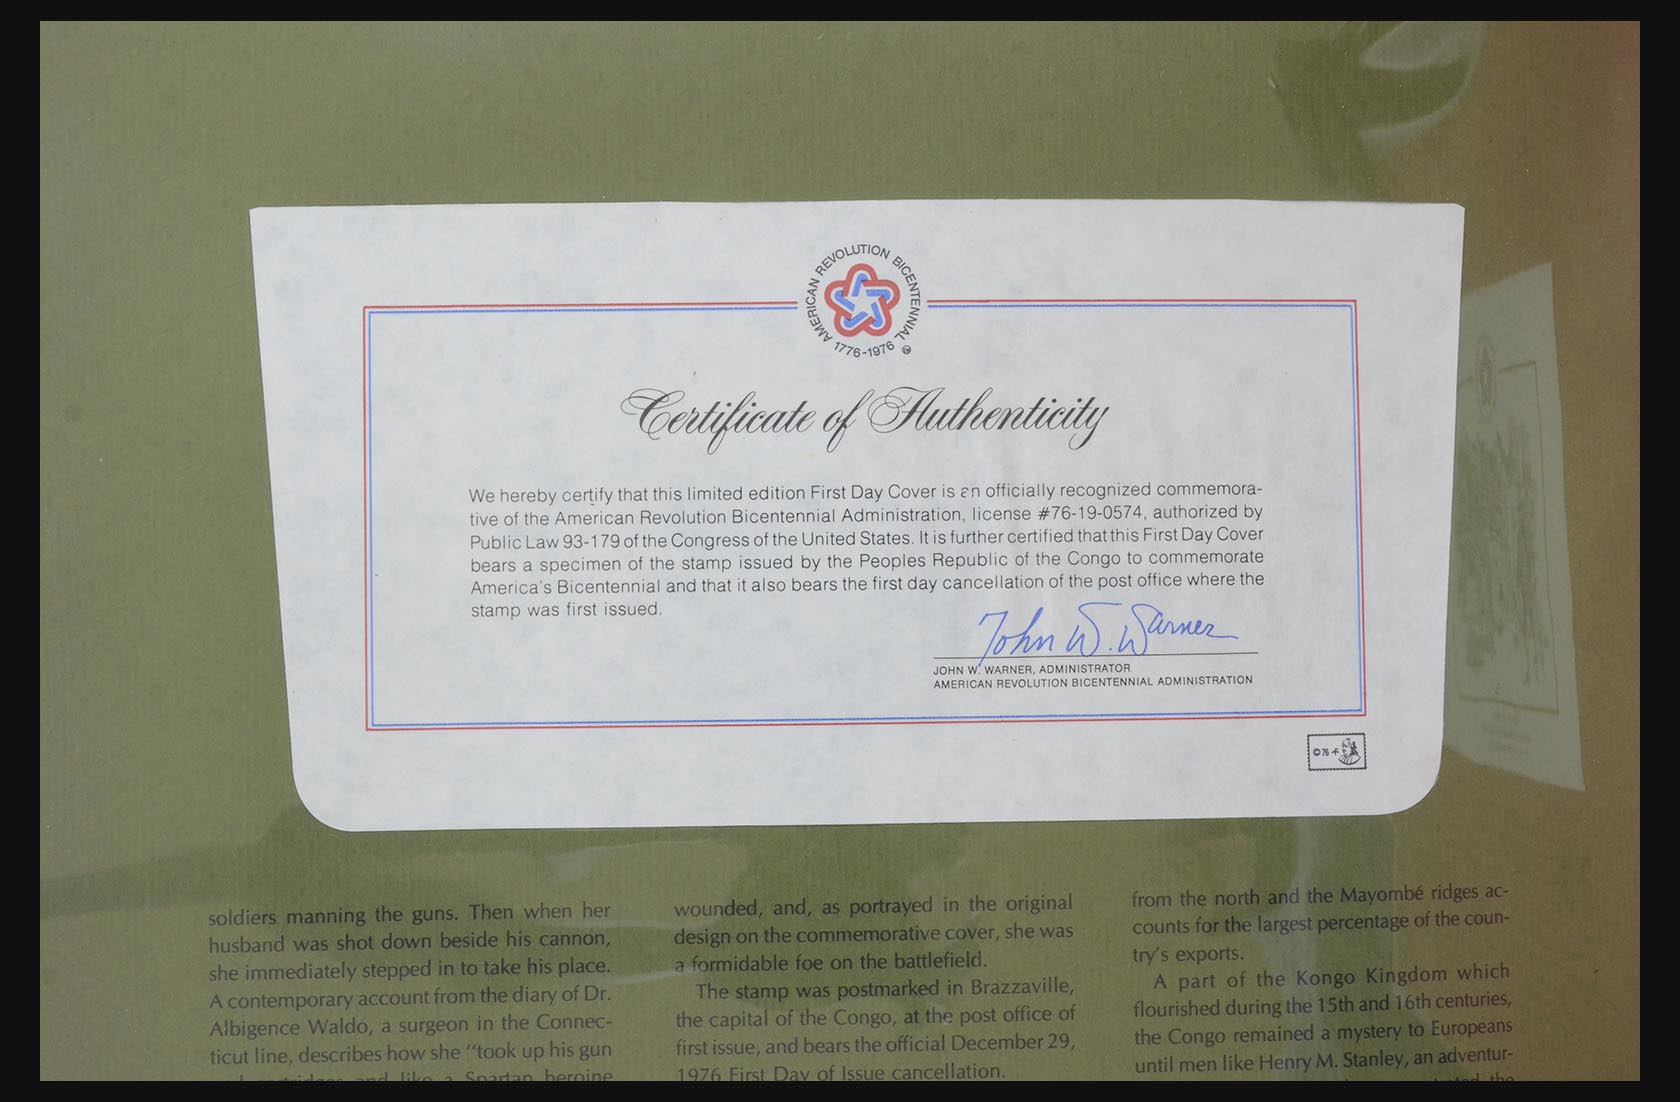 AMERICAN REVOLUTION BICENTENNIAL
1776-1976
Certificate of Authenticity
We hereby certify that this limited edition First Day Cover is an officially recognized commemora-
tive of the American Revolution Bicentennial Administration, license #76-19-0574, authorized by
Public Law 93-179 of the Congress of the United States. It is further certified that this First Day Cover
bears a specimen of the stamp issued by the Peoples Republic of the Congo to commemorate
America's Bicentennial and that it also bears the first day cancellation of the post office where the
stamp was first issued.
John W. Warner
JOHN W. WARNER, ADMINISTRATOR
AMERICAN REVOLUTION BICENTENNIAL ADMINISTRATION
©76
soldiers manning the guns. Then when her
husband was shot down beside his cannon,
she immediately stepped in to take his place.
A contemporary account from the diary of Dr.
Albigence Waldo, a surgeon in the Connec-
ticut line, describes how she "took up his gun
and cartridges and like a Spartan heroine
wounded, and, as portrayed in the original
design on the commemorative cover, she was
a formidable foe on the battlefield.
The stamp was postmarked in Brazzaville,
the capital of the Congo, at the post office of
first issue, and bears the official December 29,
1976 First Day of Issue cancellation.
from the north and the Mayombé ridges ac-
counts for the largest percentage of the coun-
try's exports.
A part of the Kongo Kingdom which
flourished during the 15th and 16th centuries,
the Congo remained a mystery to Europeans
until men like Henry M. Stanley, an adventur-
the